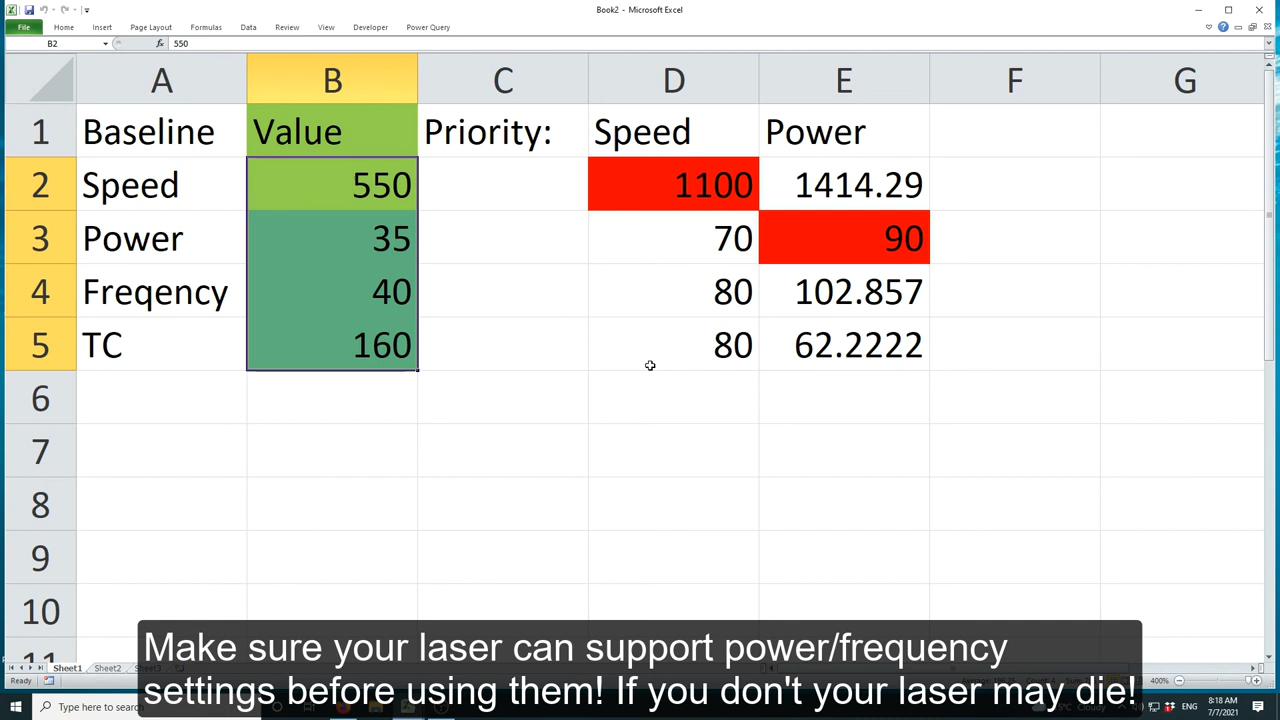 Book2 - Microsoft Excel
File Home Insert Page Layout Formulas Data Review View Developer Power Query
B2 fx 550
A B C D E F G
1 Baseline Value Priority: Speed Power
2 Speed 550 1100 1414.29
3 Power 35 70 90
4 Freqency 40 80 102.857
5 TC 160 80 62.2222
6
7
8
9
10
11
Make sure your laser can support power/frequency
settings before using them! If you don't your laser may die!
Sheet1 Sheet2 Sheet3
Ready 400%
Type here to search Cloudy ENG 8:18 AM
7/7/2021